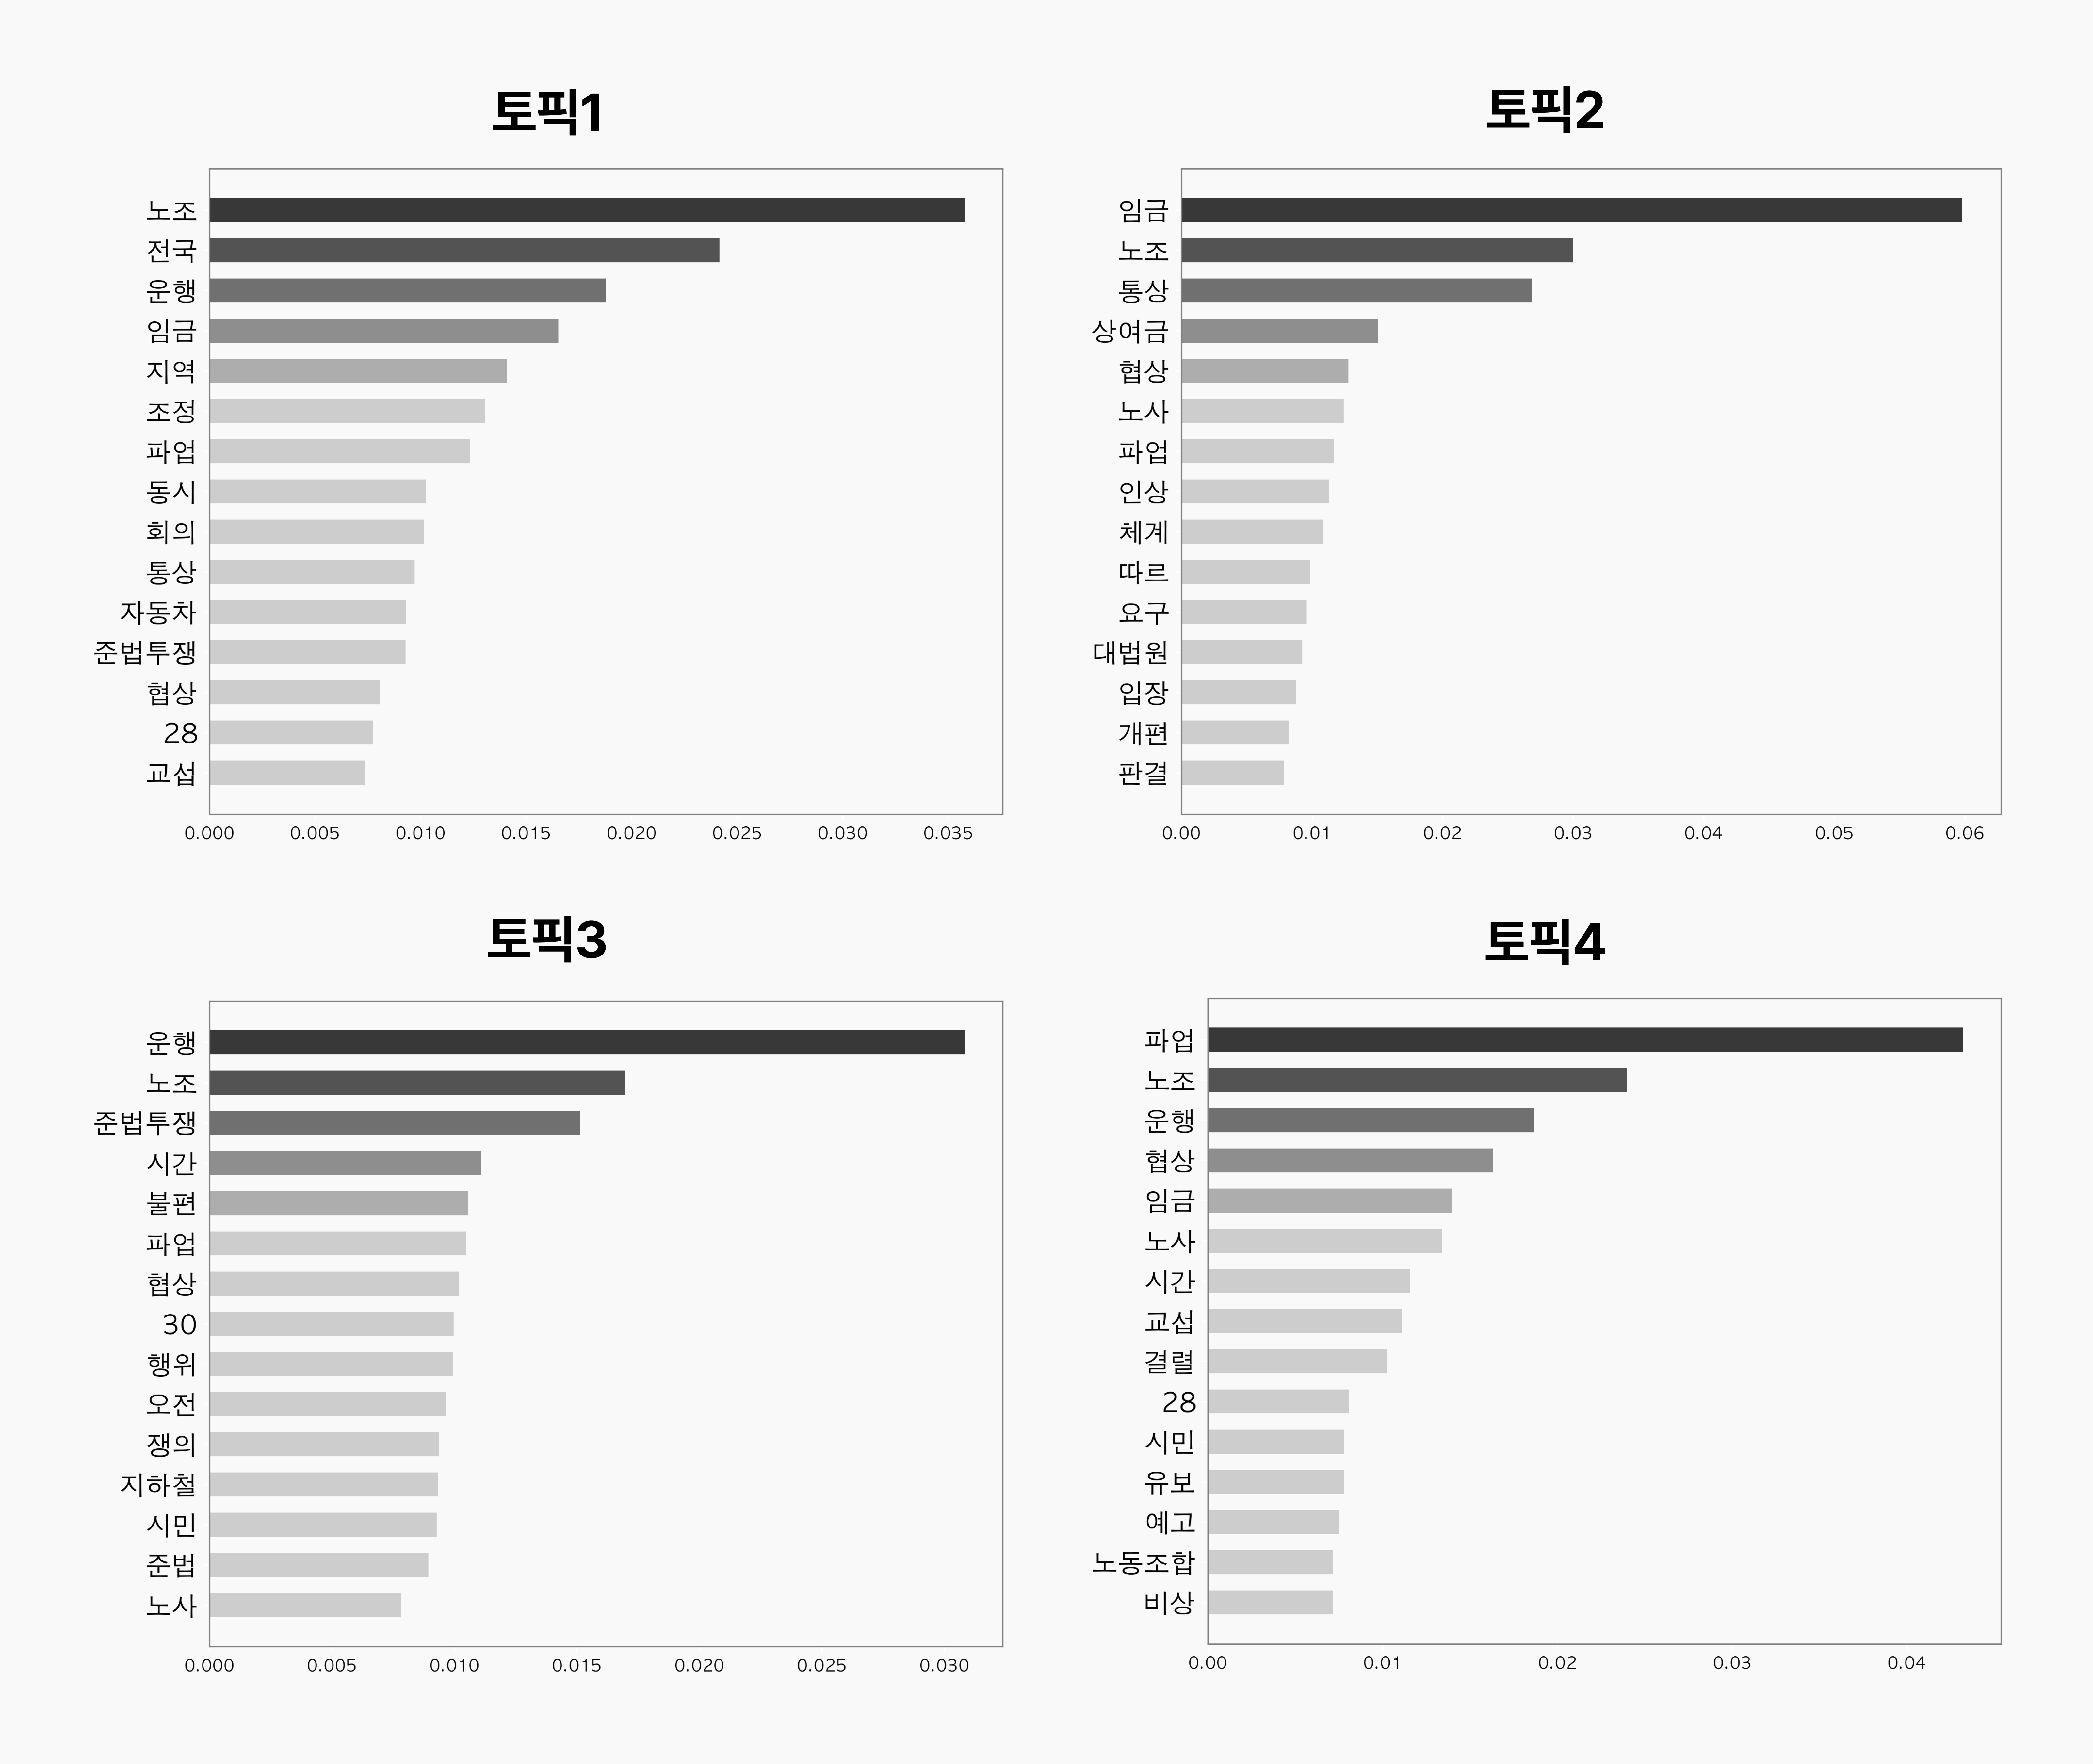 토픽1
노조
전국
운행
임금
지역
조정
파업
동시
회의
통상
자동차
준법투쟁
협상
28
교섭
0.000 0.005 0.010 0.015 0.020 0.025 0.030 0.035
토픽2
임금
노조
통상
상여금
협상
노사
파업
인상
체계
따르
요구
대법원
입장
개편
판결
0.00 0.01 0.02 0.03 0.04 0.05 0.06
토픽3
운행
노조
준법투쟁
시간
불편
파업
협상
30
행위
오전
쟁의
지하철
시민
준법
노사
0.000 0.005 0.010 0.015 0.020 0.025 0.030
토픽4
파업
노조
운행
협상
임금
노사
시간
교섭
결렬
28
시민
유보
예고
노동조합
비상
0.00 0.01 0.02 0.03 0.04